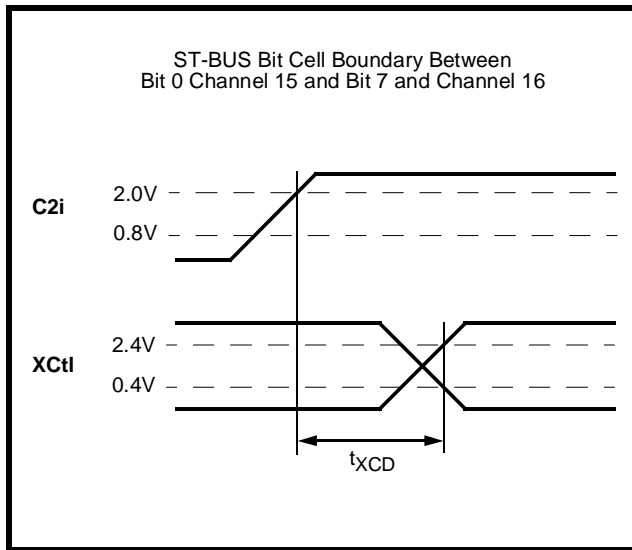 ST-BUS Bit Cell Boundary Between
Bit 0 Channel 15 and Bit 7 and Channel 16
2.0V
C2i
0.8V
2.4V
XCtl
0.4V
tXCD